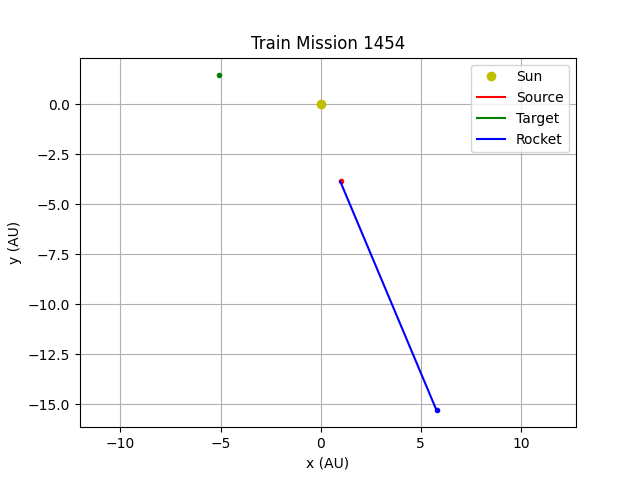 Train Mission 1454
Sun
Source
Target
Rocket
0.0
−2.5
−5.0
−7.5
−10.0
−12.5
−15.0
y (AU)
−10
−5
0
5
10
x (AU)